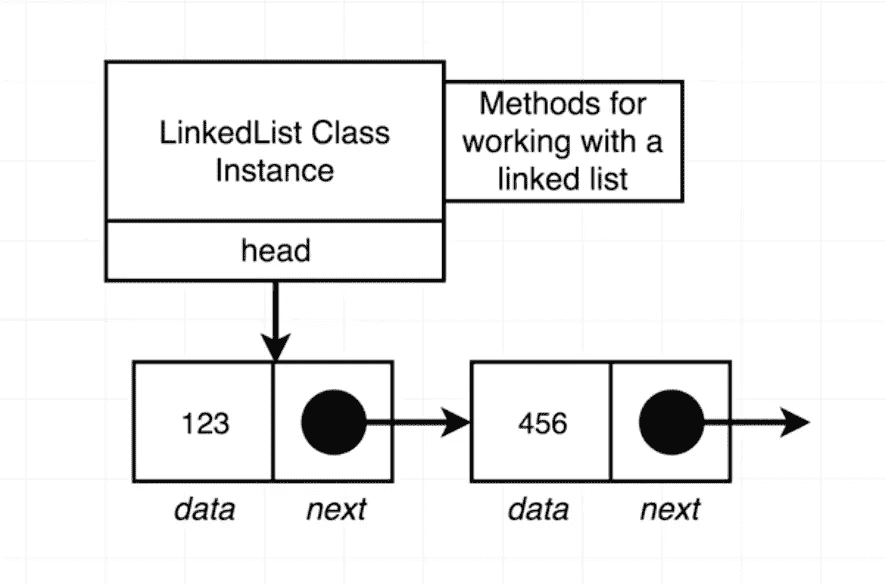 LinkedList Class
Instance
Methods for
working with a
linked list
head
123
456
data
next
data
next